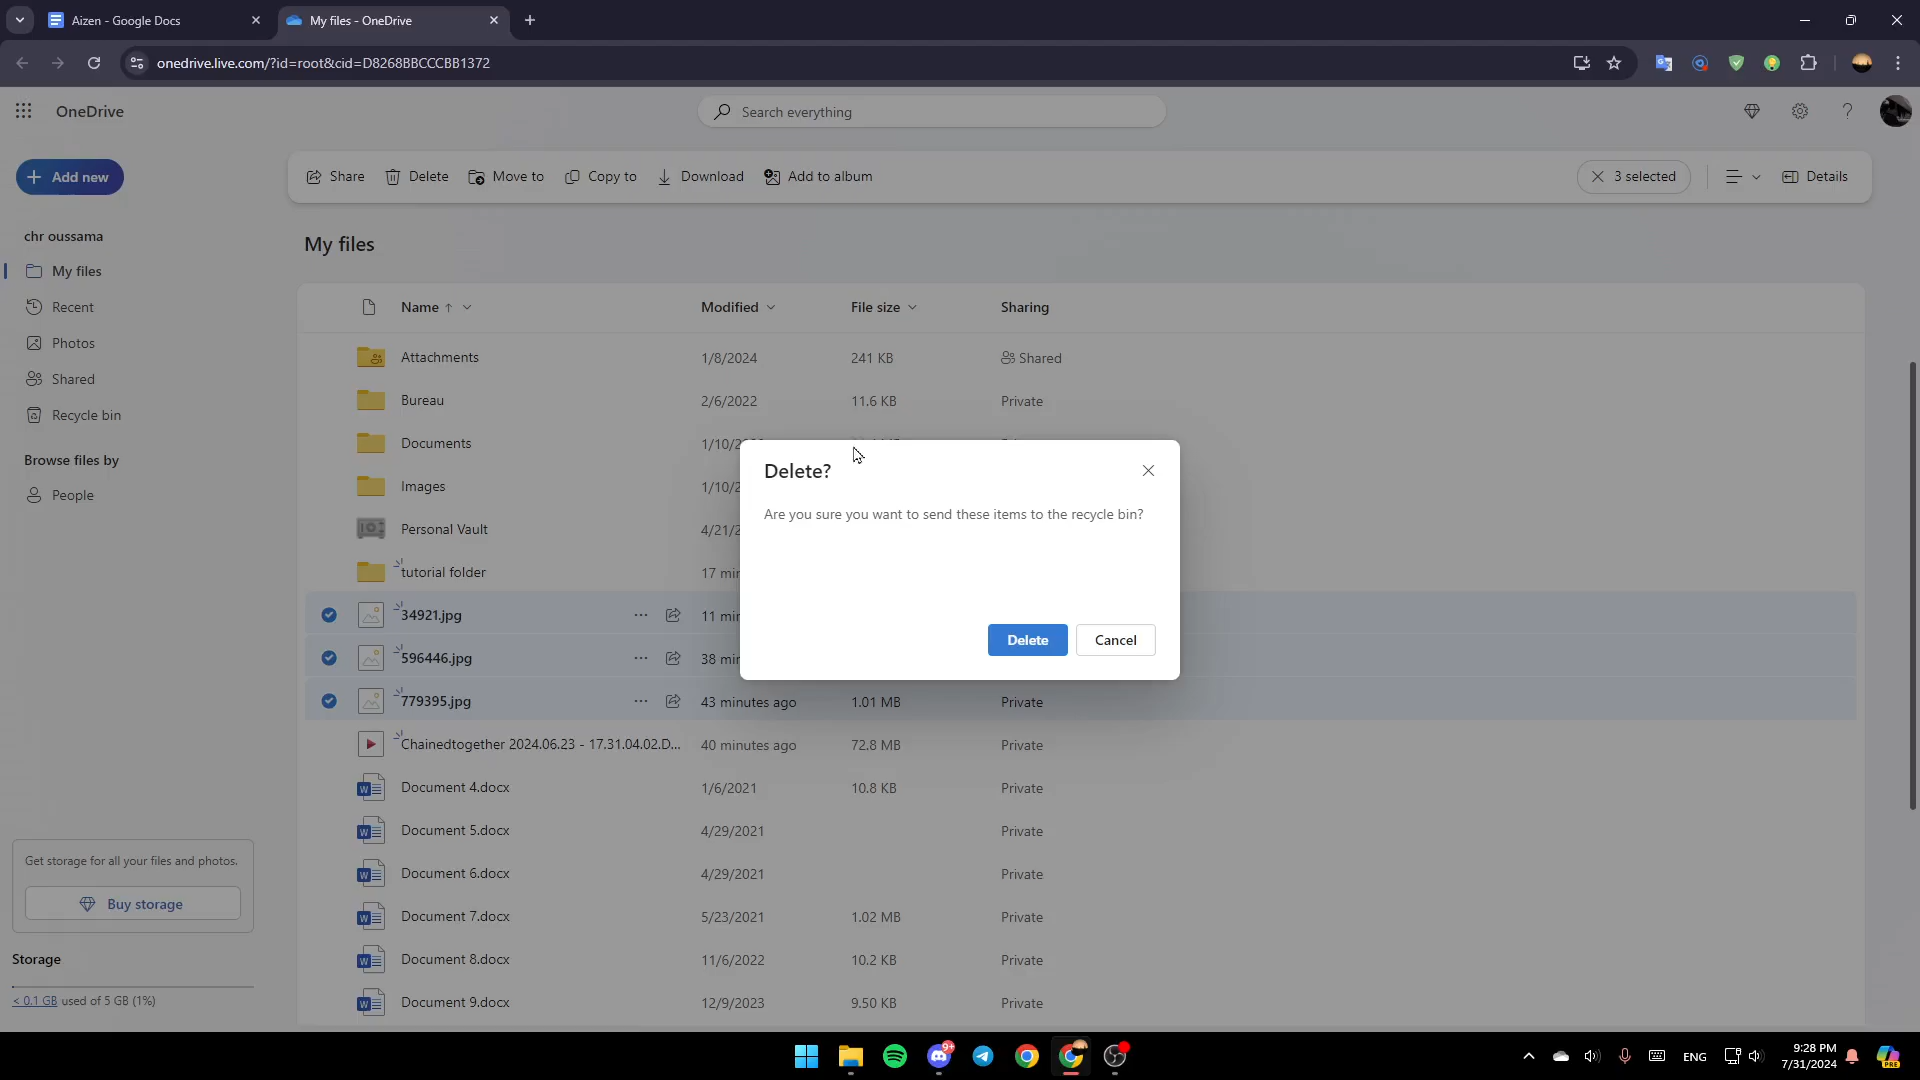 Aizen - Google Docs
My files - OneDrive
onedrive.live.com/?id=root&cid=D8268BBCCCBB1372
OneDrive
Search everything
Add new
Share
Delete
Move to
Copy to
Download
Add to album
3 selected
Details
chr oussama
My files
Recent
Photos
Shared
Recycle bin
Browse files by
People
Get storage for all your files and photos.
Buy storage
Storage
< 0.1 GB used of 5 GB (1%)
My files
Name
Modified
File size
Sharing
Attachments 1/8/2024 241 KB Shared
Bureau 2/6/2022 11.6 KB Private
Documents 1/10/2
Images 1/10/2
Personal Vault 4/21/2
tutorial folder 17 min
34921.jpg 11 min
596446.jpg 38 min
779395.jpg 43 minutes ago 1.01 MB Private
Chainedtogether 2024.06.23 - 17.31.04.02.D... 40 minutes ago 72.8 MB Private
Document 4.docx 1/6/2021 10.8 KB Private
Document 5.docx 4/29/2021 Private
Document 6.docx 4/29/2021 Private
Document 7.docx 5/23/2021 1.02 MB Private
Document 8.docx 11/6/2022 10.2 KB Private
Document 9.docx 12/9/2023 9.50 KB Private
Delete?
Are you sure you want to send these items to the recycle bin?
Delete
Cancel
9+
ENG
9:28 PM
7/31/2024
PRE